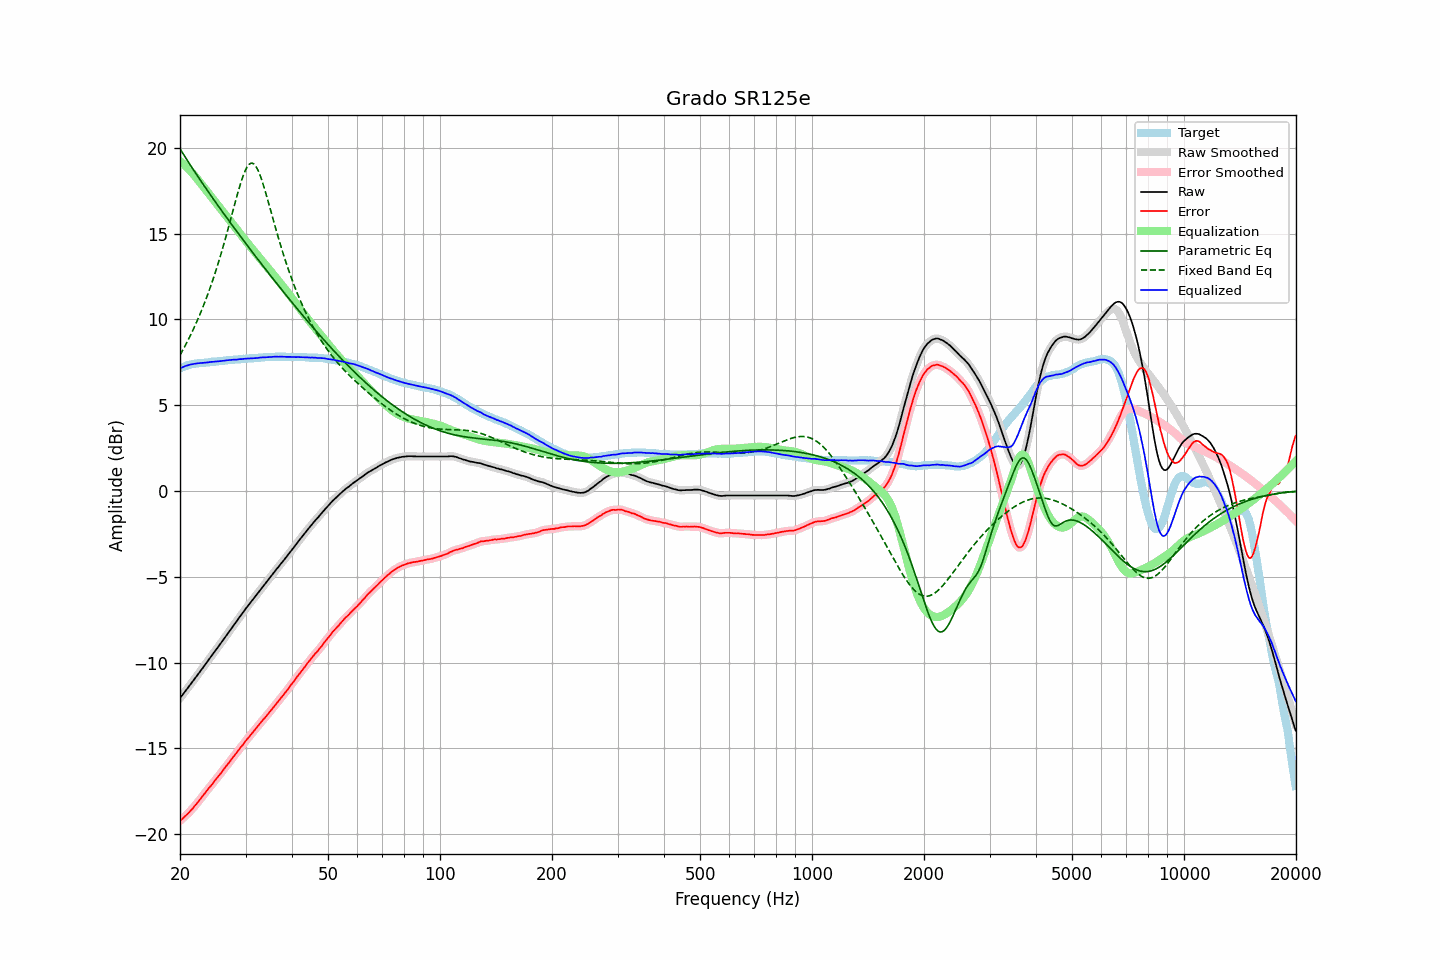 Grado SR125e
Target
Raw Smoothed
Error Smoothed
Raw
Error
Equalization
Parametric Eq
Fixed Band Eq
Equalized
Amplitude (dBr)
20
15
10
5
0
−5
−10
−15
−20
20 50 100 200 500 1000 2000 5000 10000 20000
Frequency (Hz)